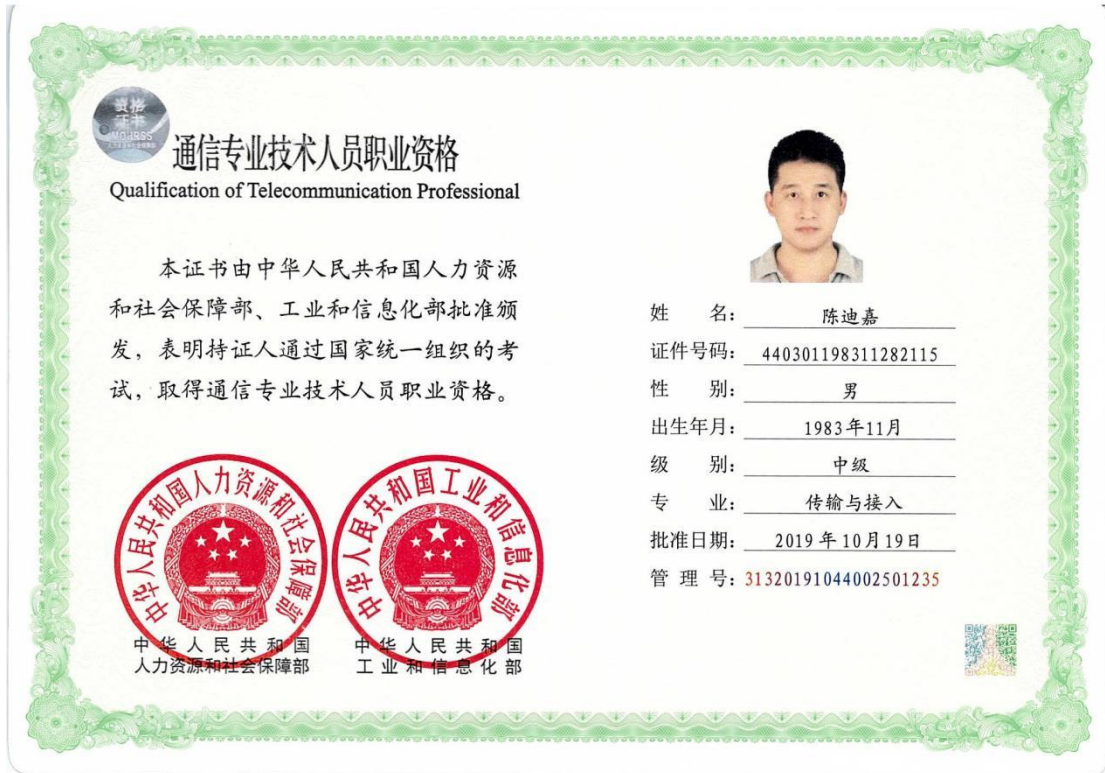 资格
证书
MOHRSS
通信专业技术人员职业资格
Qualification of Telecommunication Professional
本证书由中华人民共和国人力资源
和社会保障部、工业和信息化部批准颁
发，表明持证人通过国家统一组织的考
试，取得通信专业技术人员职业资格。
中华人民共和国人力资源和社会保障部
中华人民共和国工业和信息化部
中华人民共和国
人力资源和社会保障部
中华人民共和国
工业和信息化部
姓名：陈迪嘉
证件号码：440301198311282115
性别：男
出生年月：1983年11月
级别：中级
专业：传输与接入
批准日期：2019年10月19日
管理号：31320191044002501235